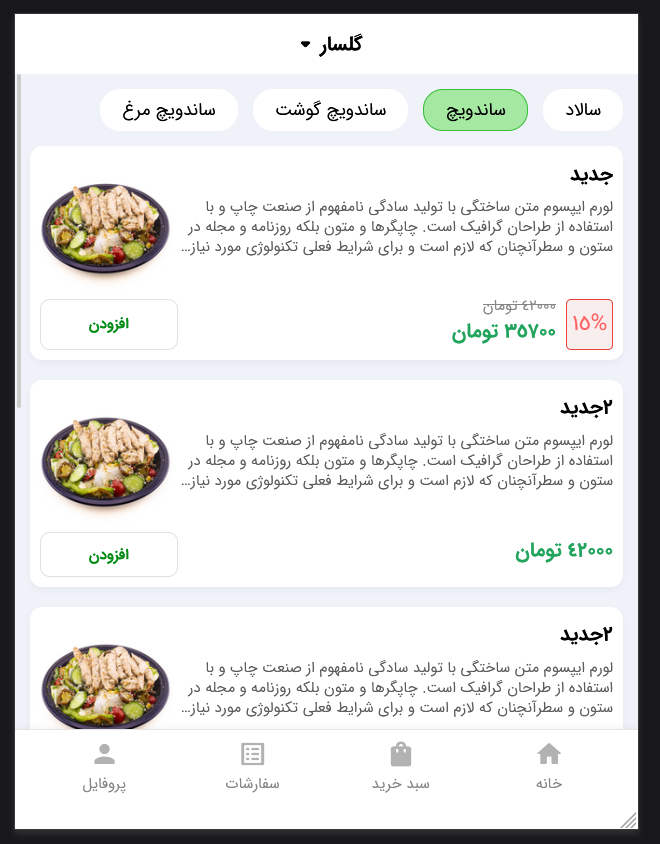 گلسار
سالاد
ساندویچ
ساندویچ گوشت
ساندویچ مرغ
جدید
لورم ایپسوم متن ساختگی با تولید سادگی نامفهوم از صنعت چاپ و با
استفاده از طراحان گرافیک است. چاپگرها و متون بلکه روزنامه و مجله در
ستون و سطرآنچنان که لازم است و برای شرایط فعلی تکنولوژی مورد نیاز...
۱۵%
۴۲۰۰۰ تومان
۳۵۷۰۰ تومان
افزودن
۲جدید
لورم ایپسوم متن ساختگی با تولید سادگی نامفهوم از صنعت چاپ و با
استفاده از طراحان گرافیک است. چاپگرها و متون بلکه روزنامه و مجله در
ستون و سطرآنچنان که لازم است و برای شرایط فعلی تکنولوژی مورد نیاز...
۴۲۰۰۰ تومان
افزودن
۲جدید
لورم ایپسوم متن ساختگی با تولید سادگی نامفهوم از صنعت چاپ و با
استفاده از طراحان گرافیک است. چاپگرها و متون بلکه روزنامه و مجله در
ستون و سطرآنچنان که لازم است و برای شرایط فعلی تکنولوژی مورد نیاز...
خانه
سبد خرید
سفارشات
پروفایل